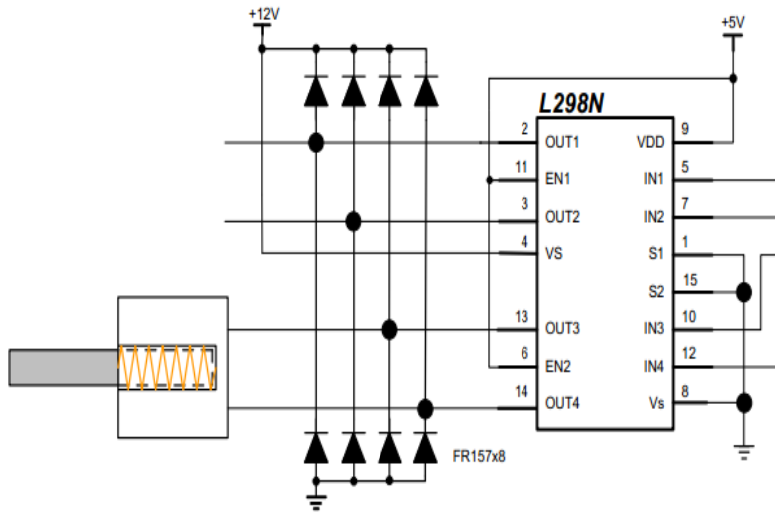 +12V
+5V
L298N
2 OUT1 VDD 9
11 EN1 IN1 5
3 OUT2 IN2 7
4 VS S1 1
S2 15
13 OUT3 IN3 10
6 EN2 IN4 12
14 OUT4 Vs 8
FR157x8